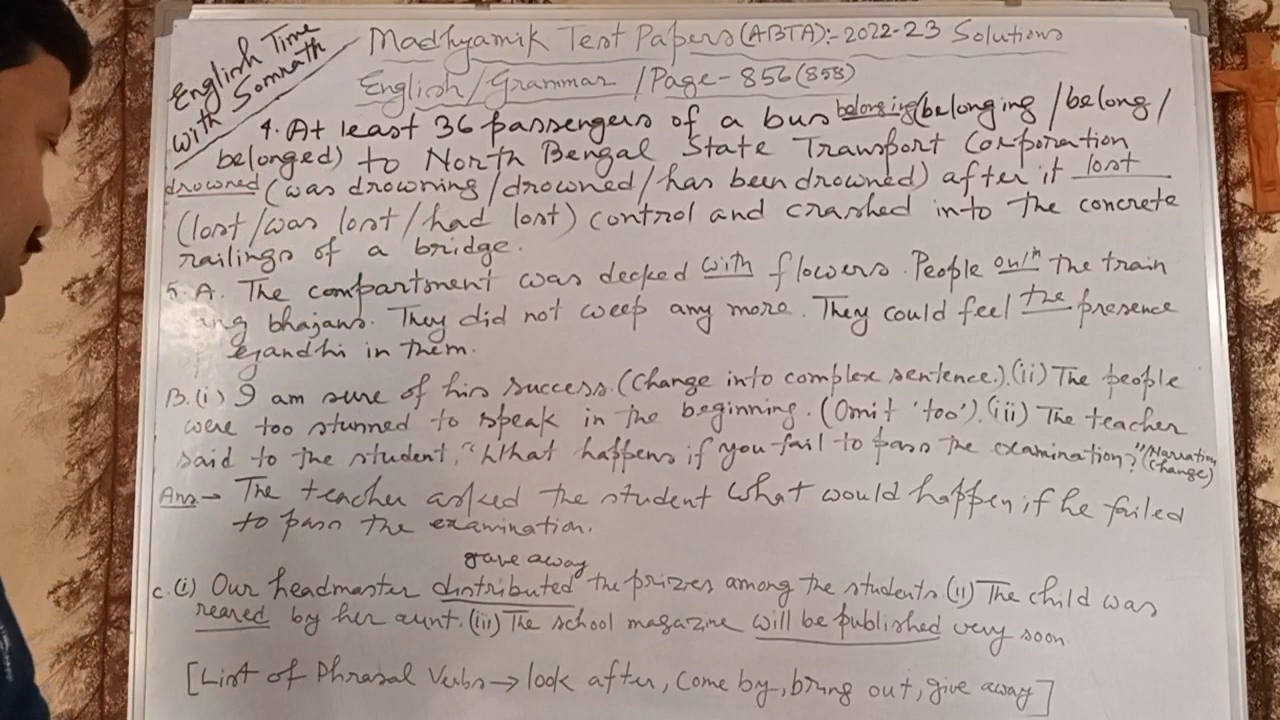 English Time
with Somnath
Madhyamik Test Papers (ABTA):- 2022-23 Solutions
English/Grammar /Page-856(858)
4. At least 36 passengers of a bus belonging (belonging /belong/
belonged) to North Bengal State Transport Corporation
drowned (was drowning /drowned/has been drowned) after it lost
(lost/was lost/had lost) control and crashed into the concrete
railings of a bridge.
5. A. The compartment was decked with flowers. People on/in the train
ing bhajans. They did not weep any more. They could feel the presence
gandhi in them.
B. (i) I am sure of his success. (Change into complex sentence.) (ii) The people
were too stunned to speak in the beginning. (Omit 'too'). (iii) The teacher
said to the student, "What happens if you fail to pass the examination?" (Narration
Change)
Ans.→ The teacher asked the student what would happen if he failed
to pass the examination.
gave away
c. (i) Our headmaster distributed the prizes among the students. (ii) The child was
reared by her aunt. (iii) The school magazine will be published very soon
[List of Phrasal Verbs → look after, come by, bring out, give away]